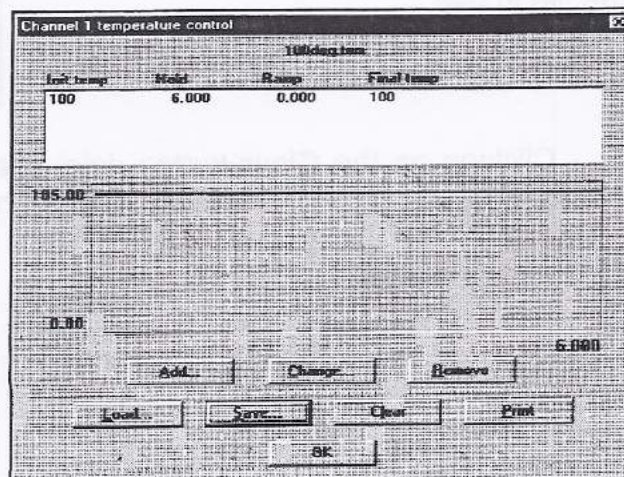 Channel 1 temperature control
100deg.tem
Init temp Hold Ramp Final temp
100 6.000 0.000 100
105.00
0.00
6.000
Add... Change... Remove
Load... Save... Clear Print
OK